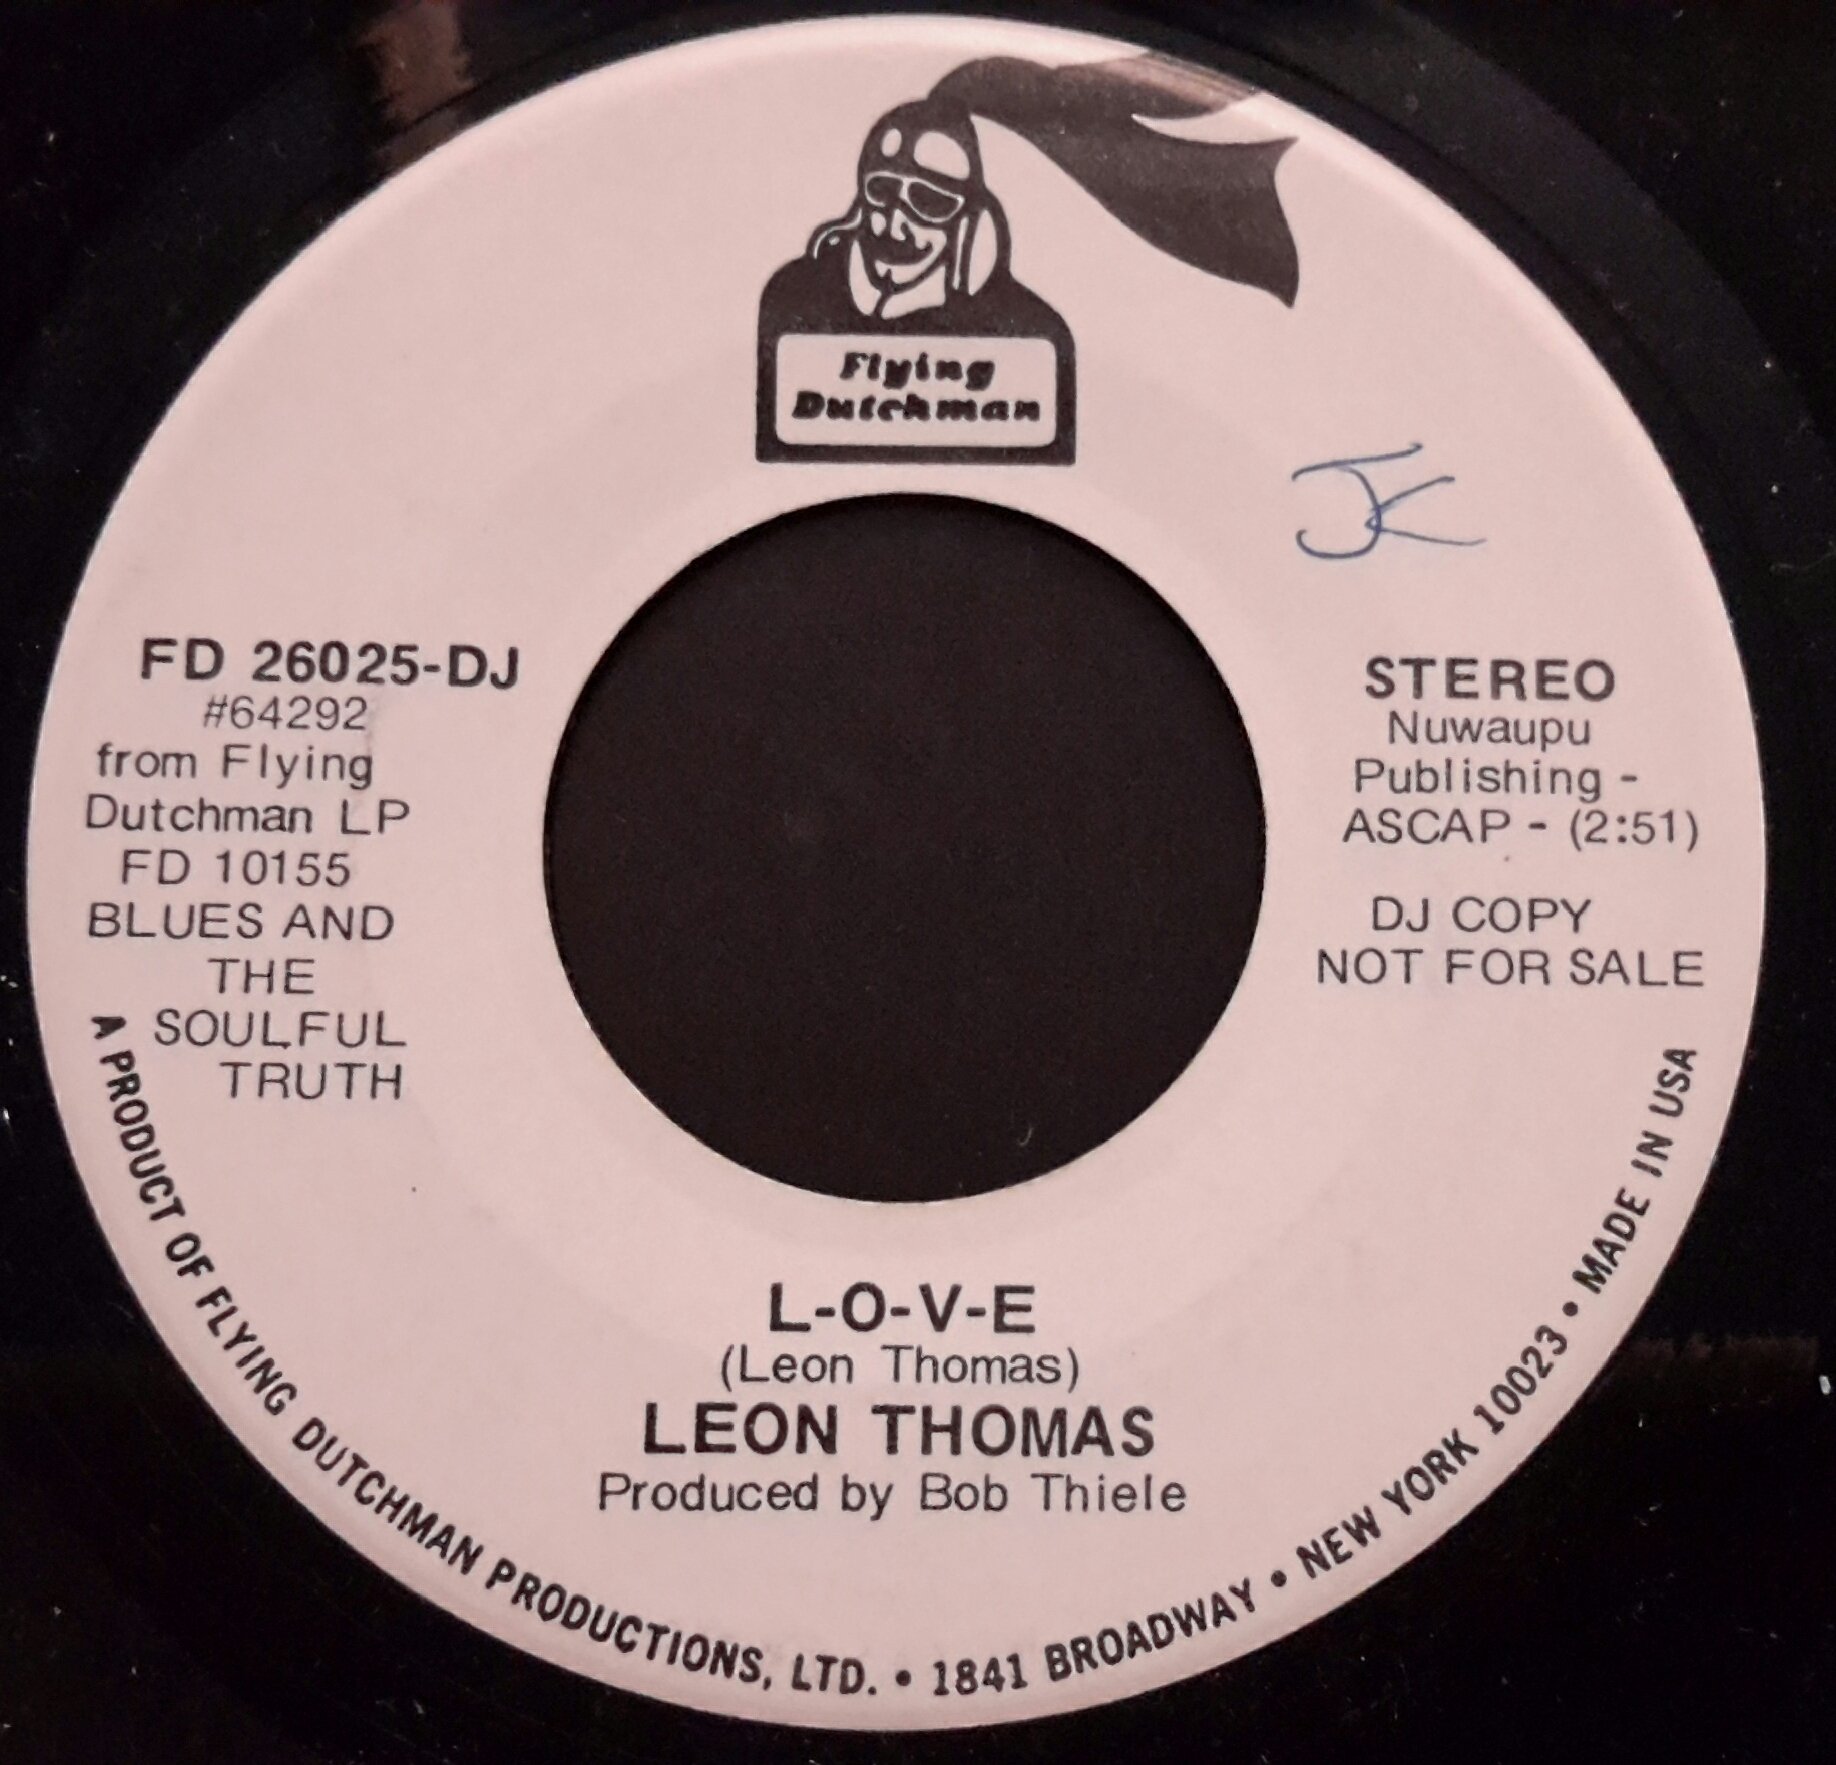 Flying
Dutchman
JK
FD 26025-DJ
#64292
from Flying
Dutchman LP
FD 10155
BLUES AND
THE
SOULFUL
TRUTH
STEREO
Nuwaupu
Publishing -
ASCAP - (2:51)
DJ COPY
NOT FOR SALE
L-O-V-E
(Leon Thomas)
LEON THOMAS
Produced by Bob Thiele
A PRODUCT OF FLYING DUTCHMAN PRODUCTIONS, LTD. • 1841 BROADWAY • NEW YORK 10023 • MADE IN USA